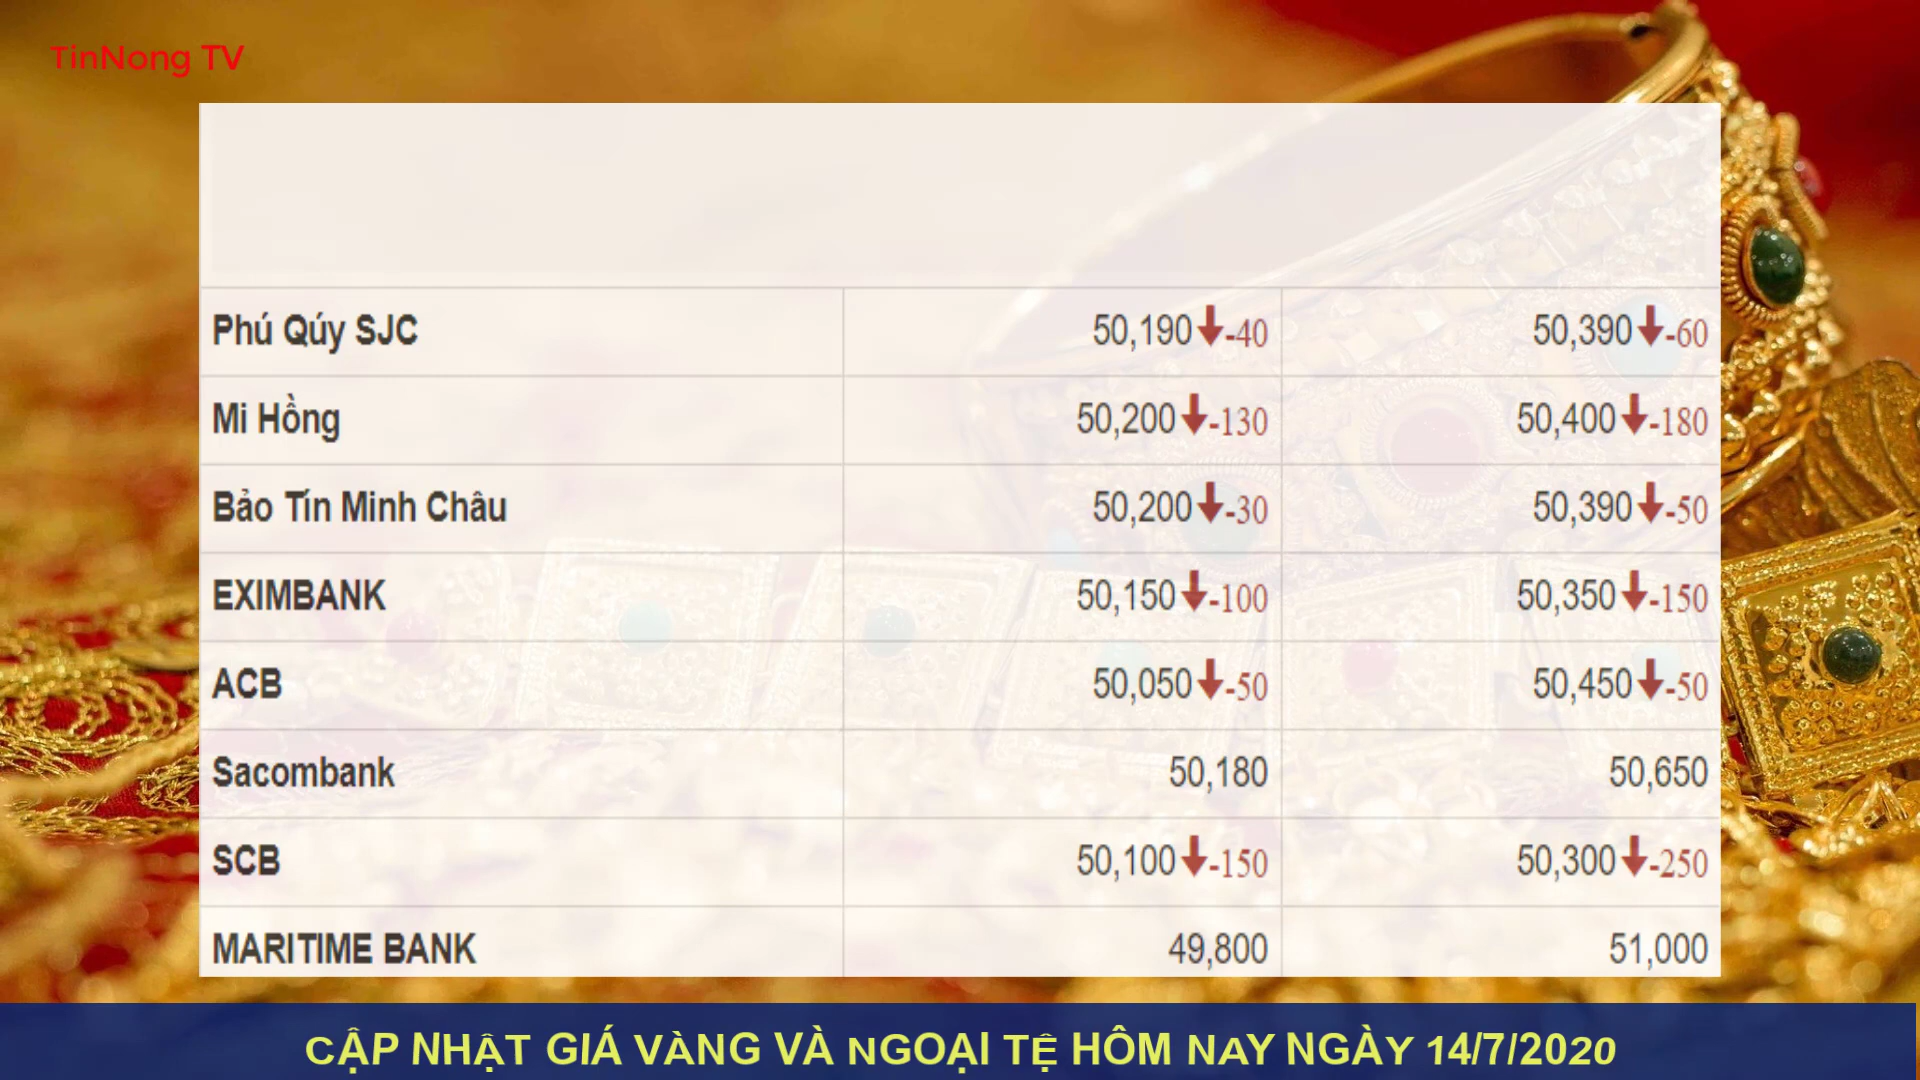 TinNong TV
Phú Qúy SJC 50,190 -40 50,390 -60
Mi Hồng 50,200 -130 50,400 -180
Bảo Tín Minh Châu 50,200 -30 50,390 -50
EXIMBANK 50,150 -100 50,350 -150
ACB 50,050 -50 50,450 -50
Sacombank 50,180 50,650
SCB 50,100 -150 50,300 -250
MARITIME BANK 49,800 51,000
CẬP NHẬT GIÁ VÀNG VÀ NGOẠI TỆ HÔM NAY NGÀY 14/7/2020